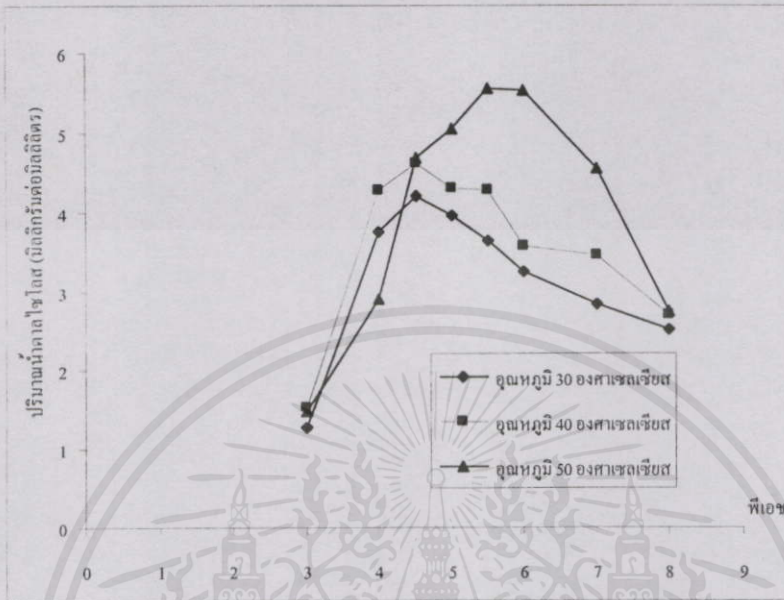 ปริมาณน้ำตาลไซโลส (มิลลิกรัมต่อมิลลิลิตร)
6
5
4
3
2
1
0
อุณหภูมิ 30 องศาเซลเซียส
อุณหภูมิ 40 องศาเซลเซียส
อุณหภูมิ 50 องศาเซลเซียส
พีเอช
0 1 2 3 4 5 6 7 8 9